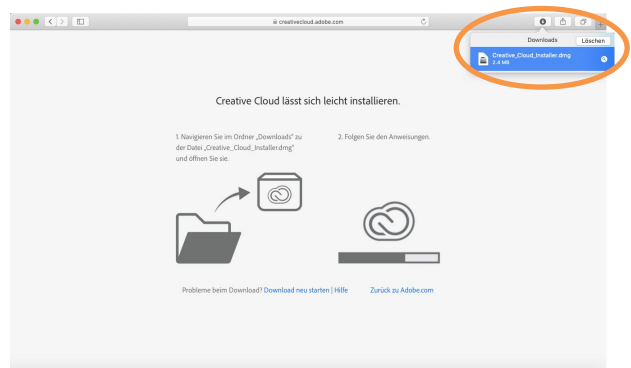 creativecloud.adobe.com
Downloads
Löschen
Creative_Cloud_Installer.dmg
2.4 MB
Creative Cloud lässt sich leicht installieren.
1. Navigieren Sie im Ordner „Downloads“ zu
der Datei „Creative_Cloud_Installer.dmg“
und öffnen Sie sie.
2. Folgen Sie den Anweisungen.
Probleme beim Download? Download neu starten | Hilfe
Zurück zu Adobe.com